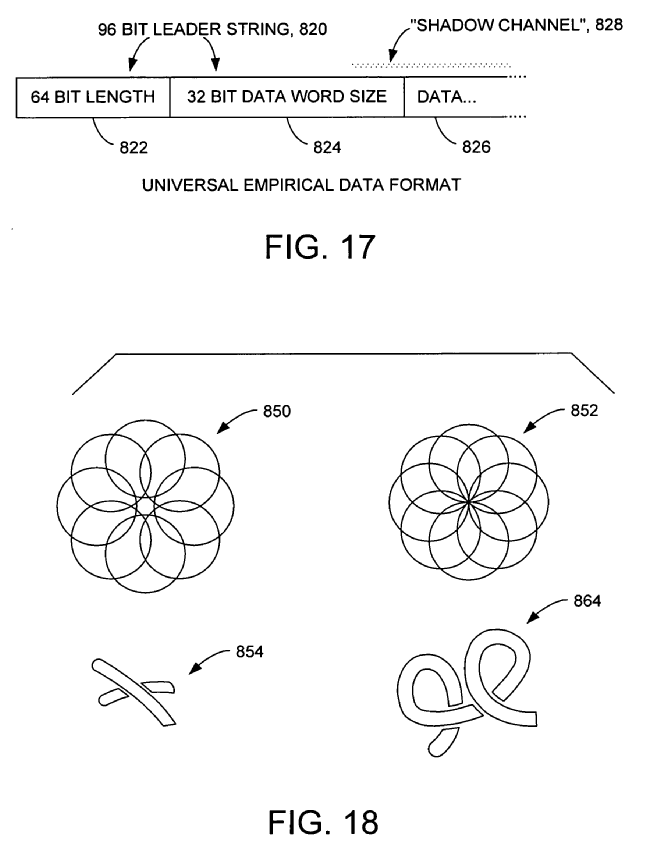 96 BIT LEADER STRING, 820
"SHADOW CHANNEL", 828
64 BIT LENGTH
32 BIT DATA WORD SIZE
DATA...
822
824
826
UNIVERSAL EMPIRICAL DATA FORMAT
FIG. 17
850
852
854
864
FIG. 18